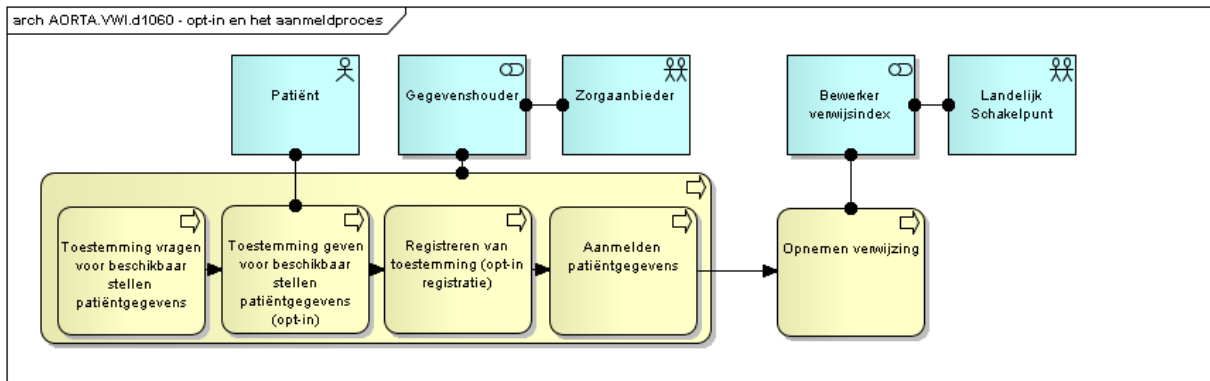 arch AORTA.VWI.d1060 - opt-in en het aanmeldproces
Patiënt
Gegevenshouder
Zorgaanbieder
Bewerker
verwijsindex
Landelijk
Schakelpunt
Toestemming vragen
voor beschikbaar
stellen
patiëntgegevens
Toestemming geven
voor beschikbaar
stellen
patiëntgegevens
(opt-in)
Registreren van
toestemming (opt-in
registratie)
Aanmelden
patiëntgegevens
Opnemen verwijzing